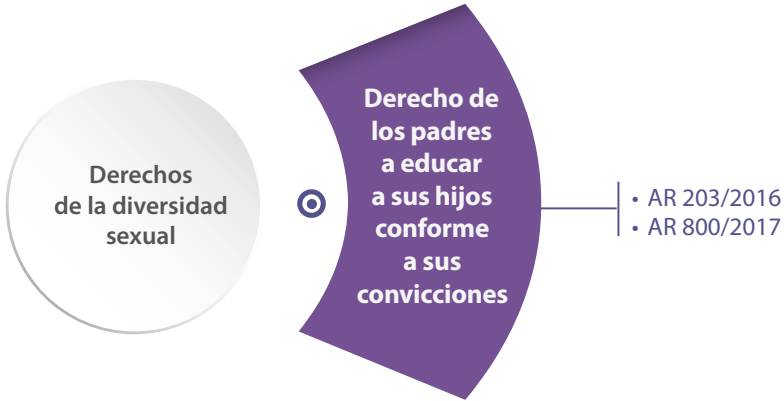 Derechos
de la diversidad
sexual
Derecho de
los padres
a educar
a sus hijos
conforme
a sus
convicciones
• AR 203/2016
• AR 800/2017